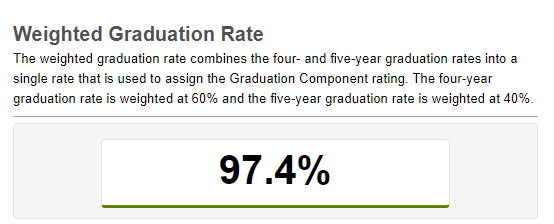 Weighted Graduation Rate
The weighted graduation rate combines the four- and five-year graduation rates into a
single rate that is used to assign the Graduation Component rating. The four-year
graduation rate is weighted at 60% and the five-year graduation rate is weighted at 40%.
97.4%